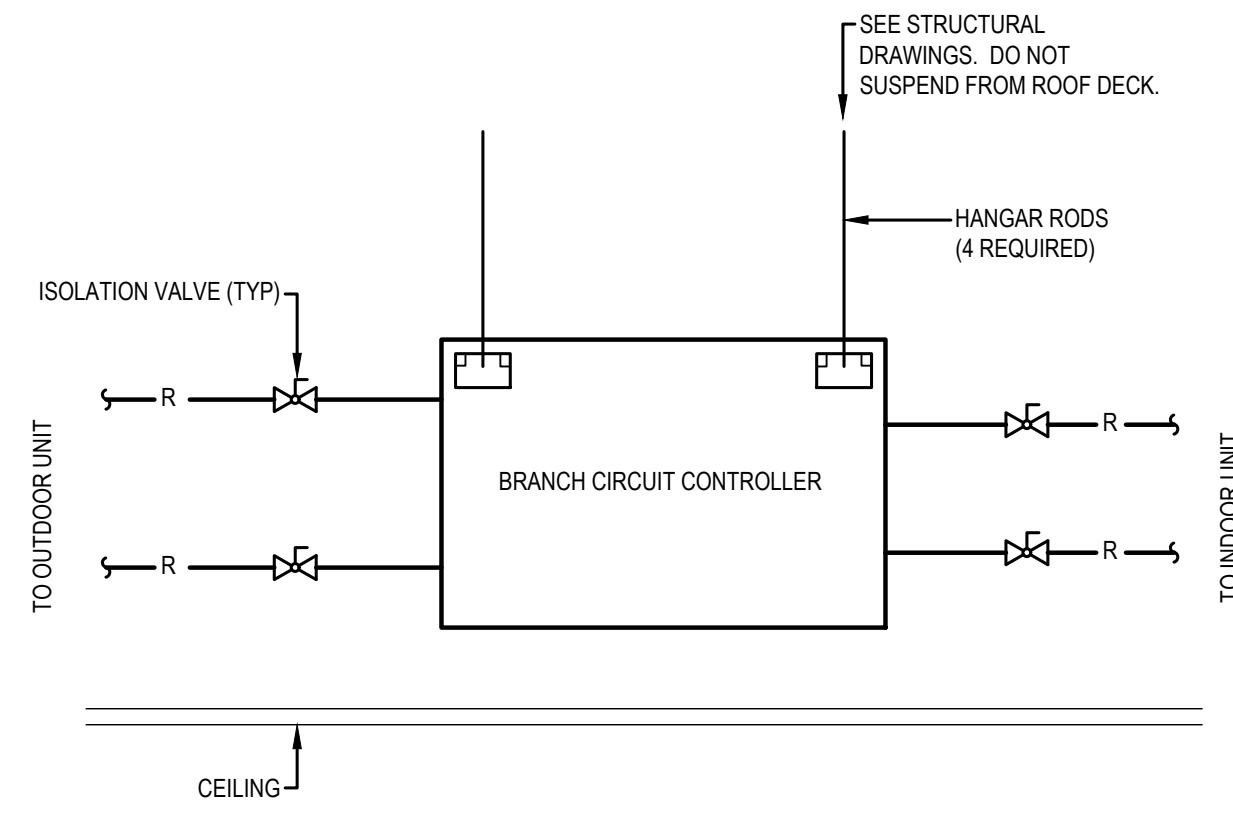 SEE STRUCTURAL
DRAWINGS. DO NOT
SUSPEND FROM ROOF DECK.
HANGAR RODS
(4 REQUIRED)
ISOLATION VALVE (TYP)
R
R
TO OUTDOOR UNIT
BRANCH CIRCUIT CONTROLLER
R
R
TO INDOOR UNIT
CEILING